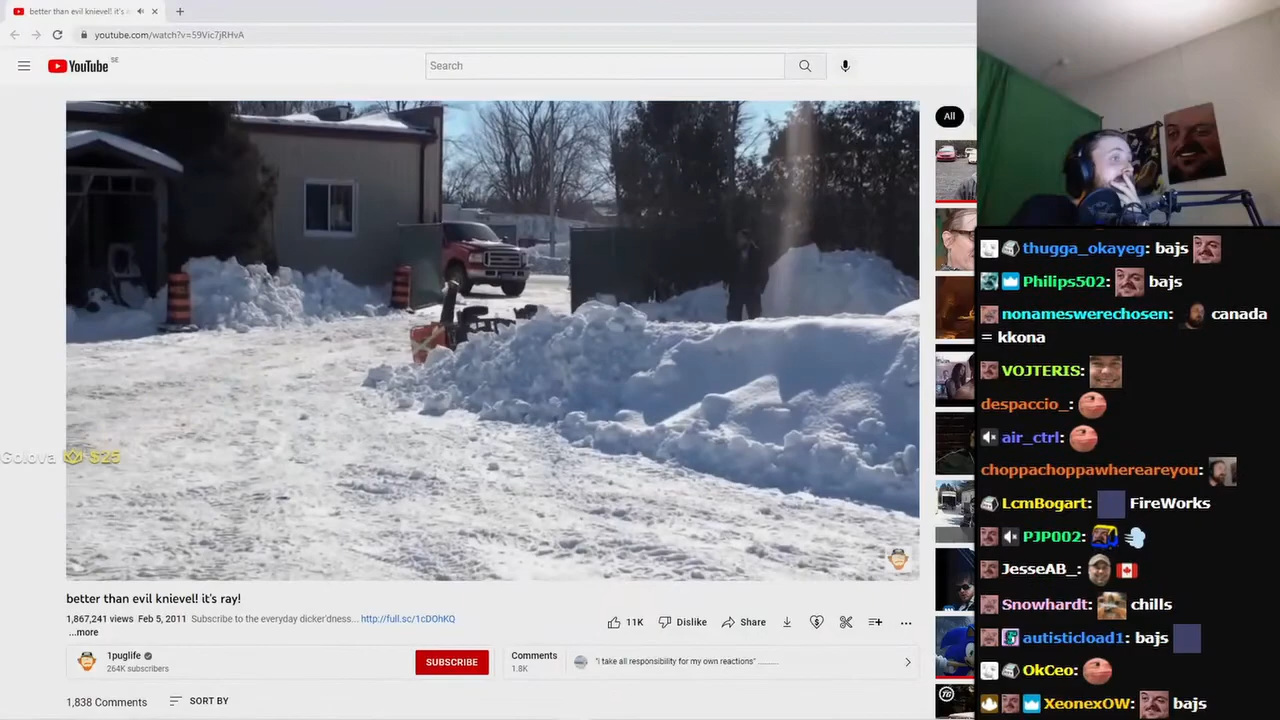 better than evil knievel! it's r
youtube.com/watch?v=59Vic7jRHvA
YouTube SE
Search
All
Golova $25
better than evil knievel! it's ray!
1,867,241 views Feb 5, 2011 Subscribe to the everyday dicker'dness... http://full.sc/1cDOhKQ
...more
11K Dislike Share
1puglife
264K subscribers
SUBSCRIBE
Comments
1.8K
"i take all responsibility for my own reactions"
1,838 Comments SORT BY
thugga_okayeg: bajs
Philips502: bajs
nonameswerechosen: canada
= kkona
VOJTERIS:
despaccio_:
air_ctrl:
choppachoppawhereareyou:
LcmBogart: FireWorks
PJP002:
JesseAB_:
Snowhardt: chills
autisticload1: bajs
OkCeo:
XeonexOW: bajs